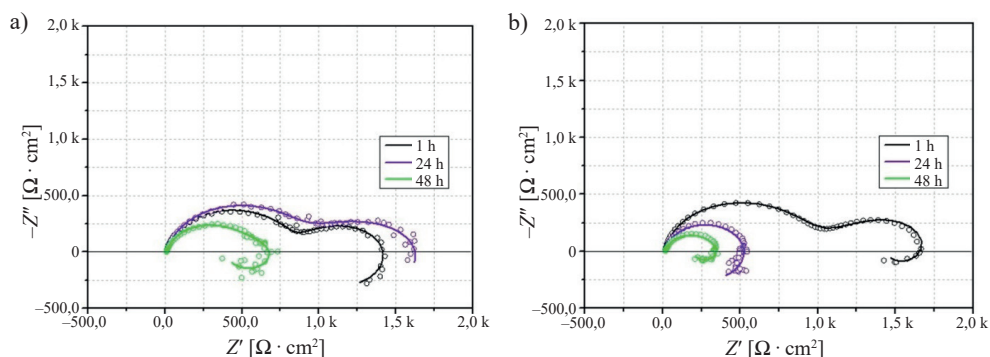 a)
2,0 k
1,5 k
1,0 k
500,0
0,0
−500,0
−Z″ [Ω · cm²]
1 h
24 h
48 h
−500,0 0,0 500,0 1,0 k 1,5 k 2,0 k
Z′ [Ω · cm²]
b)
2,0 k
1,5 k
1,0 k
500,0
0,0
−500,0
−Z″ [Ω · cm²]
1 h
24 h
48 h
−500,0 0,0 500,0 1,0 k 1,5 k 2,0 k
Z′ [Ω · cm²]